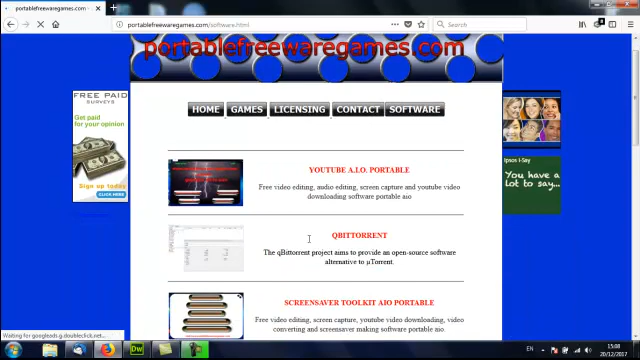 portablefreewaregames.com/s
portablefreewaregames.com/software.html
Search
portablefreewaregames.com
HOME
GAMES
LICENSING
CONTACT
SOFTWARE
FREE PAID
SURVEYS
Get paid
for your opinion
Sign up today
CLICK HERE
Ipsos i-Say
You have a
lot to say...
YOUTUBE A.I.O. PORTABLE
Free video editing, audio editing, screen capture and youtube video
downloading software portable aio
QBITTORRENT
The qBittorrent project aims to provide an open-source software
alternative to µTorrent.
SCREENSAVER TOOLKIT AIO PORTABLE
Free video editing, screen capture, youtube video downloading, video
converting and screensaver making software portable aio
Waiting for googleads.g.doubleclick.net...
Dw
EN
15:08
20/12/2017